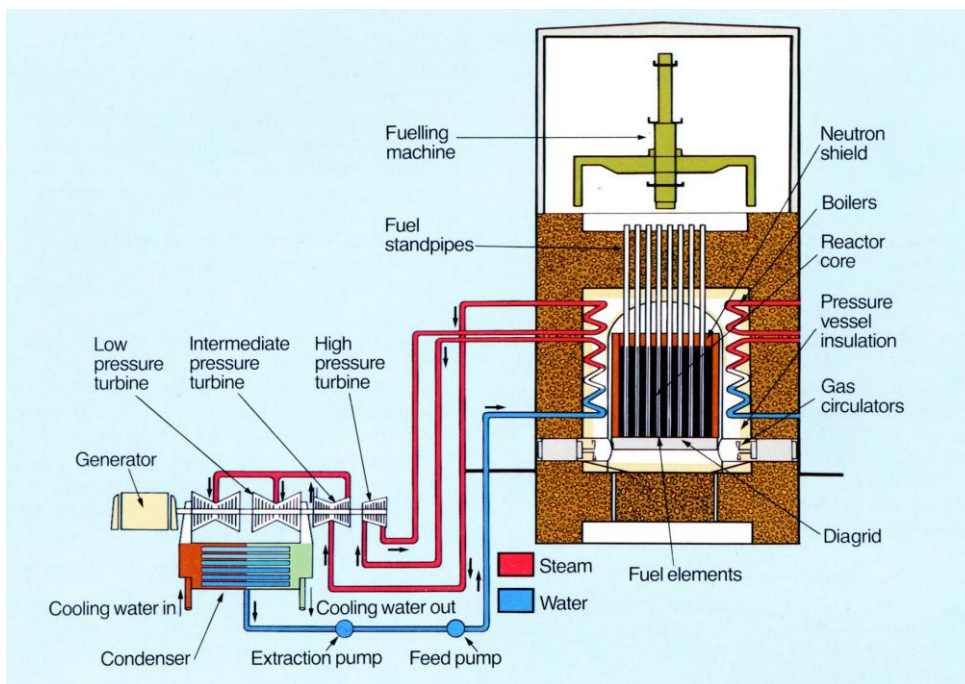 Fuelling
machine
Neutron
shield
Boilers
Fuel
standpipes
Reactor
core
Pressure
vessel
insulation
Low
pressure
turbine
Intermediate
pressure
turbine
High
pressure
turbine
Gas
circulators
Generator
Diagrid
Steam
Fuel elements
Water
Cooling water in
Cooling water out
Condenser
Extraction pump
Feed pump